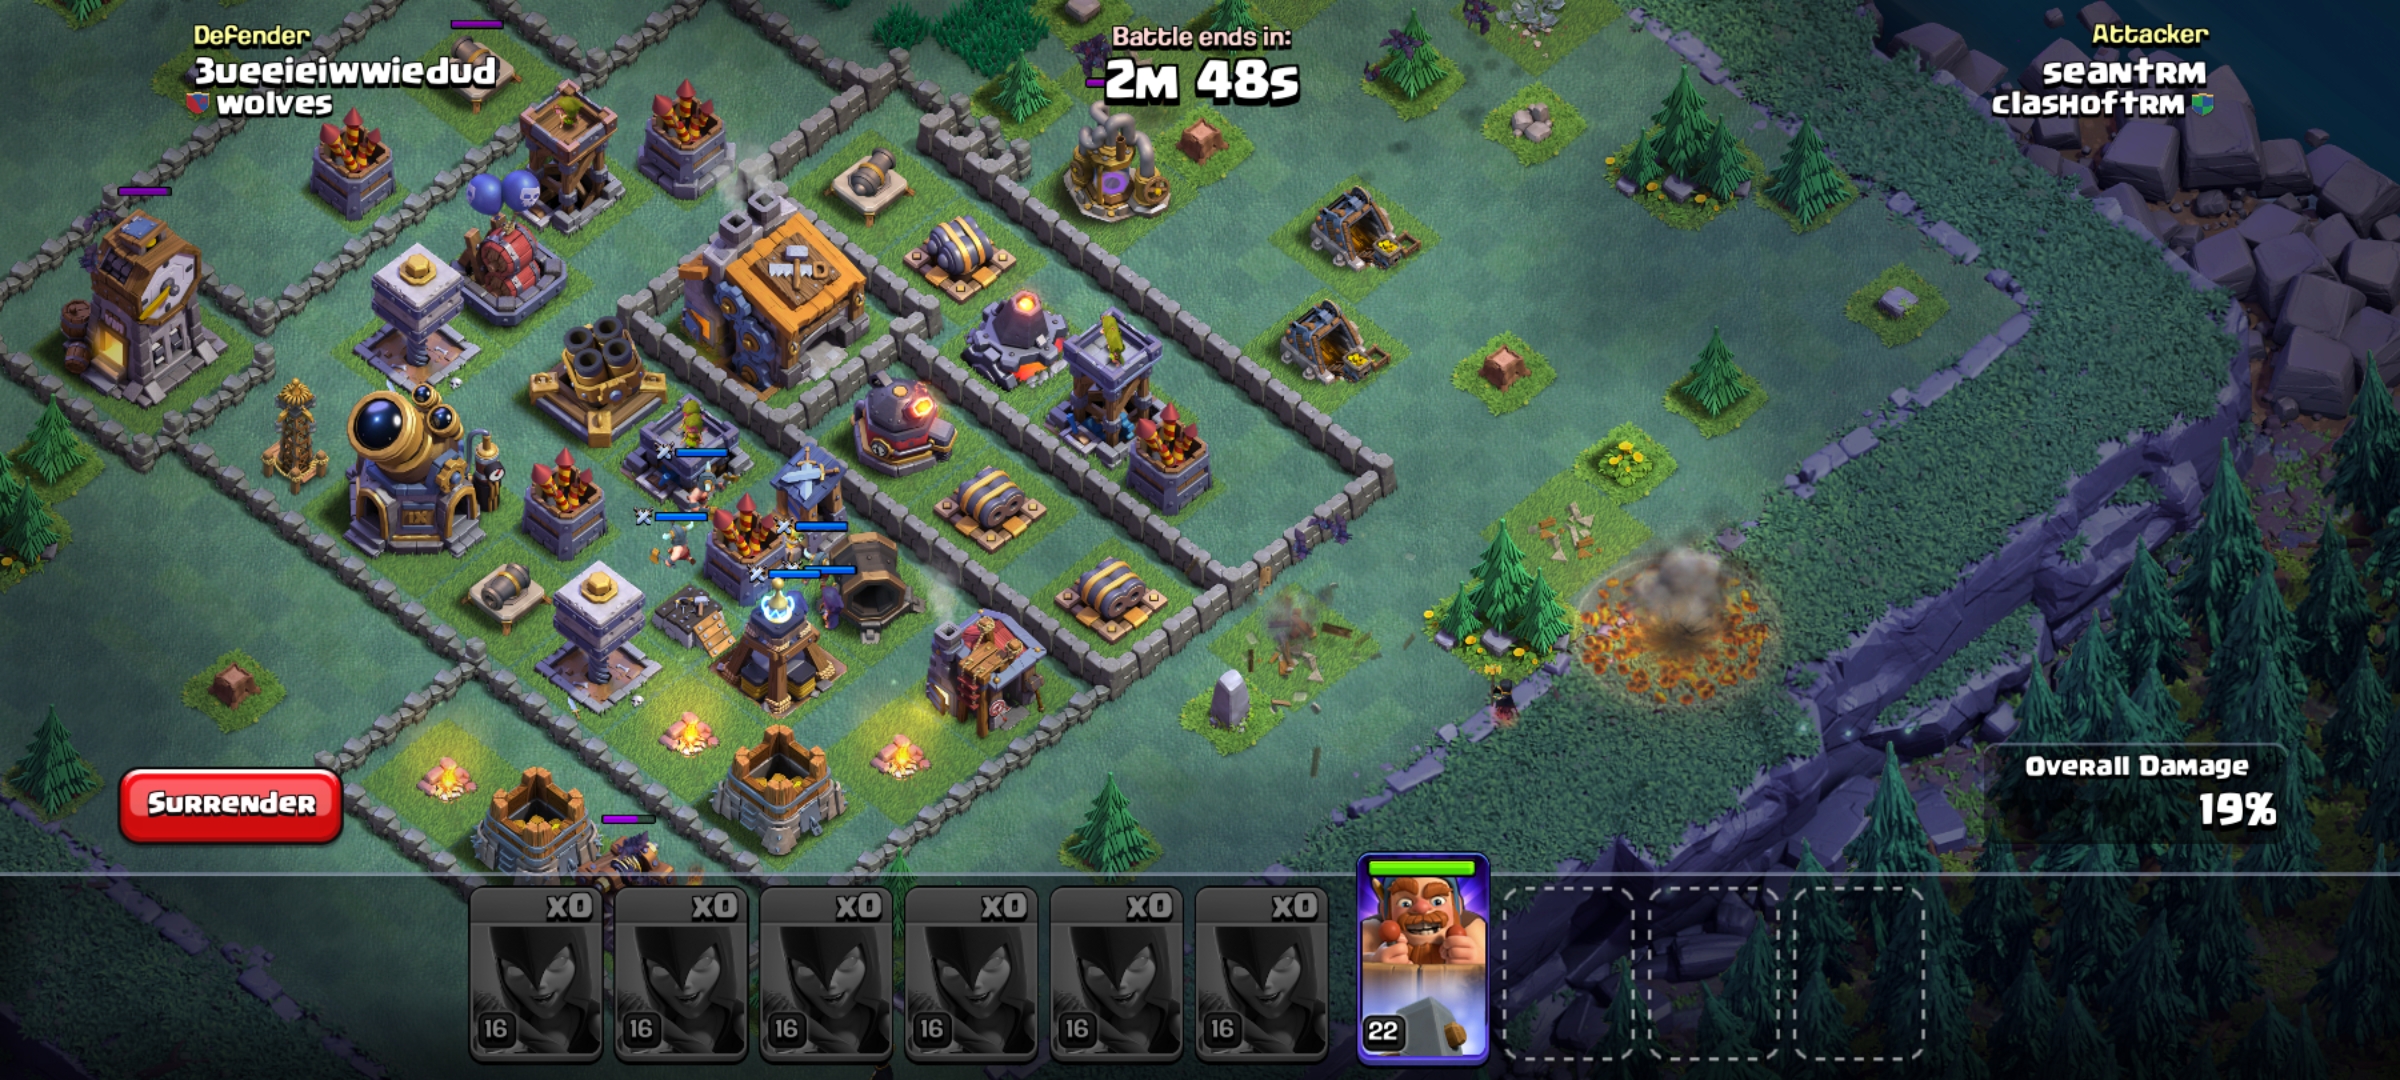 Defender
3ueeieiwwiedud
wolves
Battle ends in:
2M 48s
Attacker
seantRM
clashoftRM
IX
Surrender
Overall Damage
19%
x0
x0
x0
x0
x0
x0
16
16
16
16
16
16
22